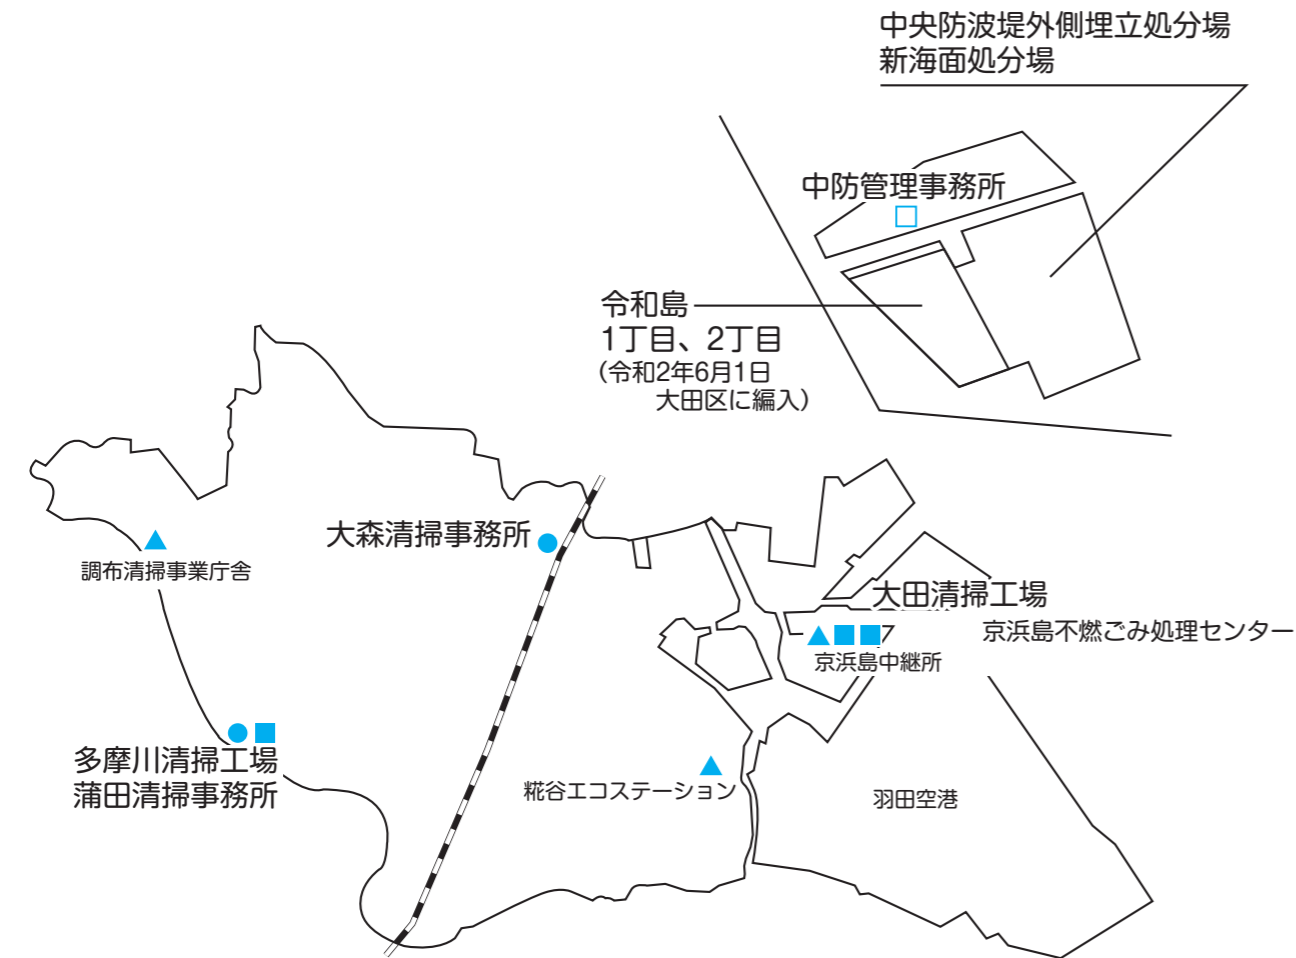 中央防波堤外側埋立処分場
新海面処分場
中防管理事務所
令和島
1丁目、2丁目
（令和2年6月1日
大田区に編入）
大森清掃事務所
調布清掃事業庁舎
大田清掃工場
京浜島不燃ごみ処理センター
京浜島中継所
多摩川清掃工場
蒲田清掃事務所
糀谷エコステーション
羽田空港